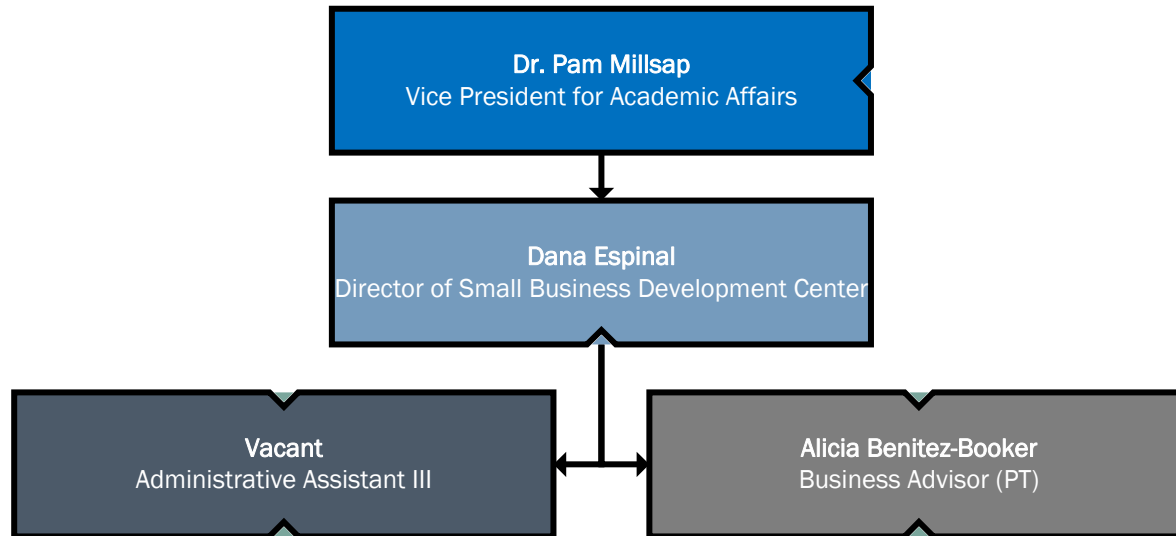 Dr. Pam Millsap
Vice President for Academic Affairs
Dana Espinal
Director of Small Business Development Center
Vacant
Administrative Assistant III
Alicia Benitez-Booker
Business Advisor (PT)